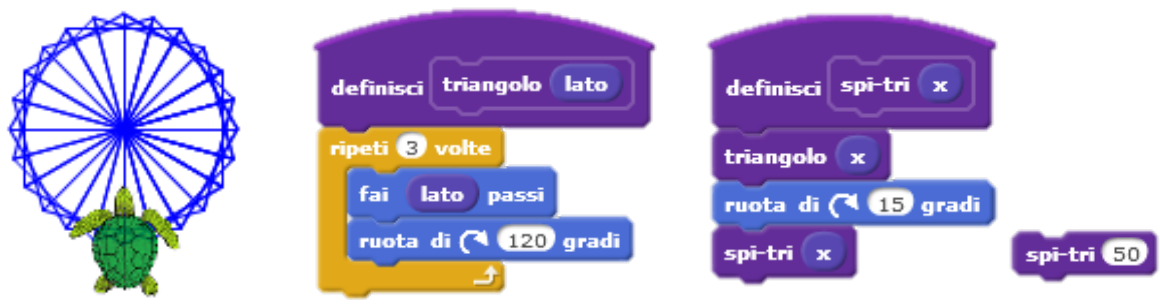 definisci triangolo lato
ripeti 3 volte
fai lato passi
ruota di 120 gradi
definisci spi-tri x
triangolo x
ruota di 15 gradi
spi-tri x
spi-tri 50